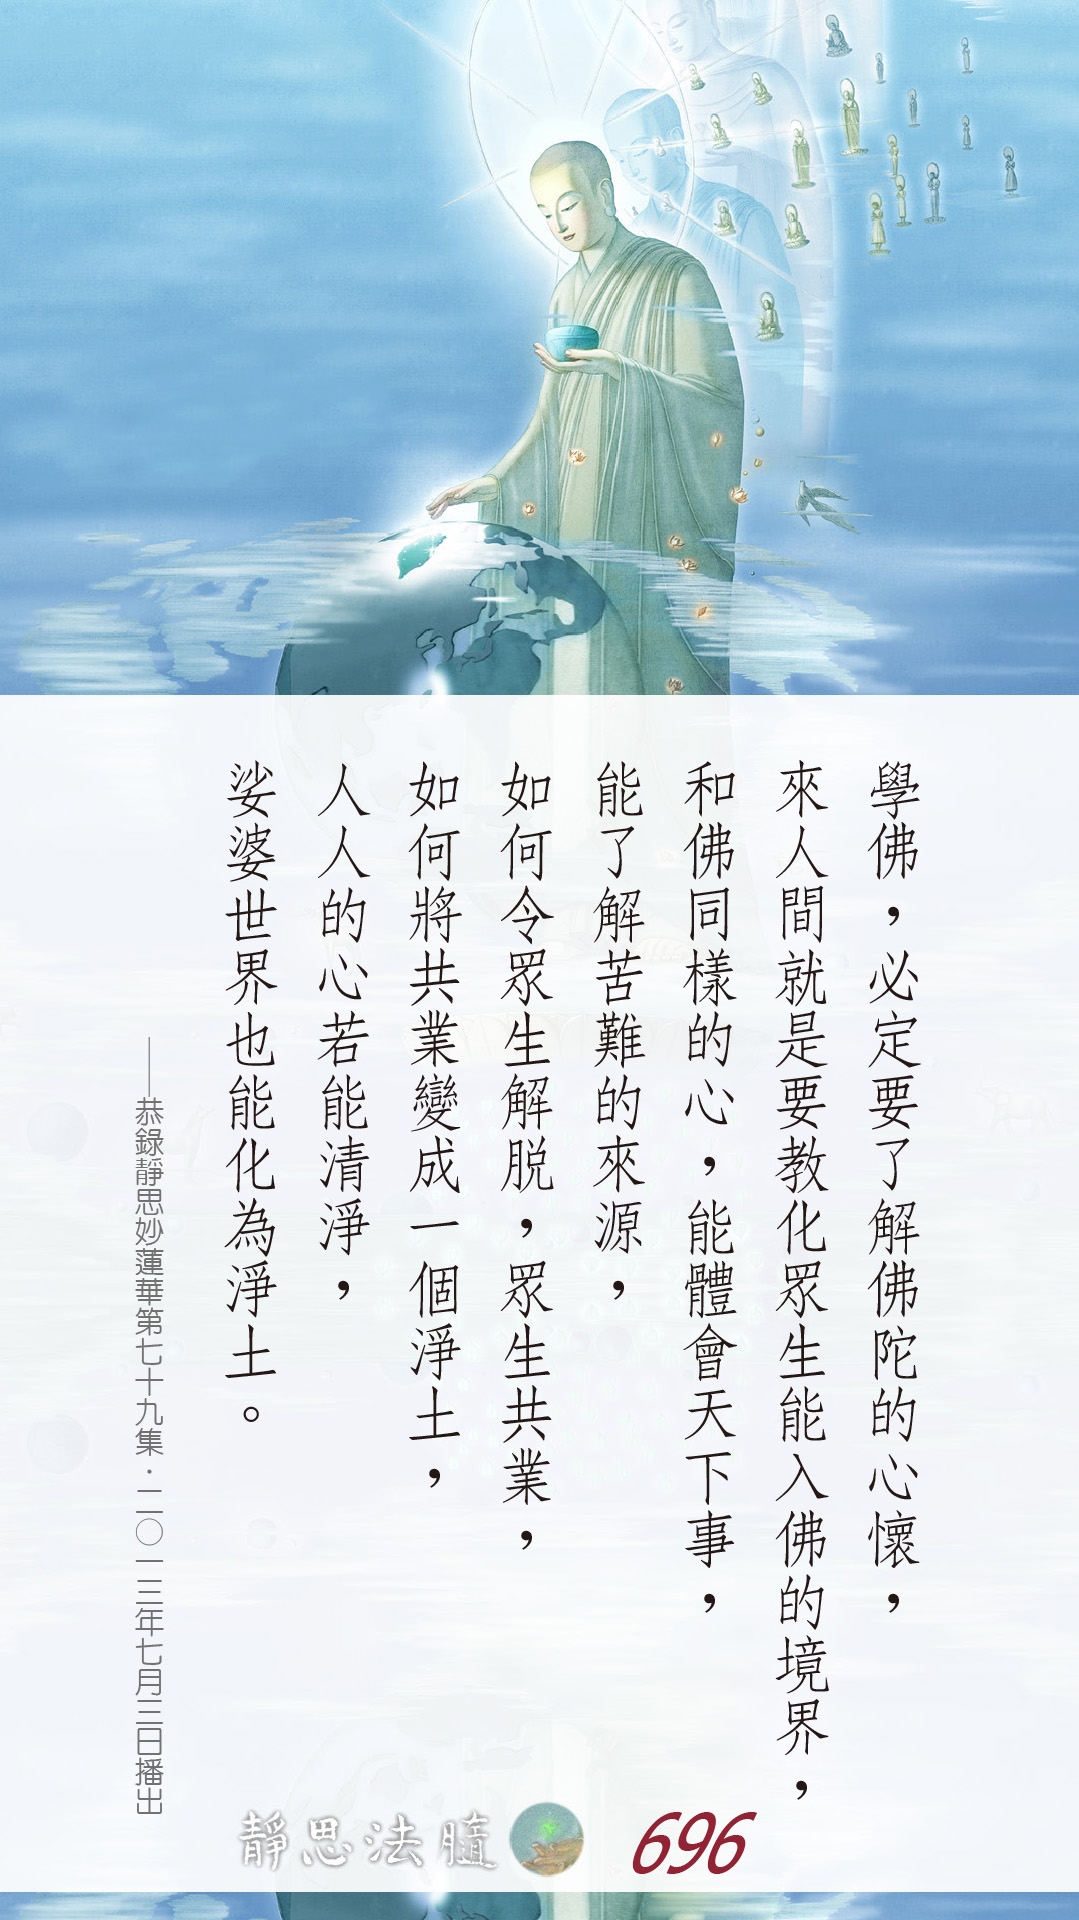 學佛，必定要了解佛陀的心懷，
來人間就是要教化眾生能入佛的境界，
和佛同樣的心，能體會天下事，
能了解苦難的來源，
如何令眾生解脱，眾生共業，
如何將共業變成一個淨土，
人人的心若能清淨，
娑婆世界也能化為淨土。
——恭錄靜思妙蓮華第七十九集．二〇一三年七月三日播出
靜思法髓
696